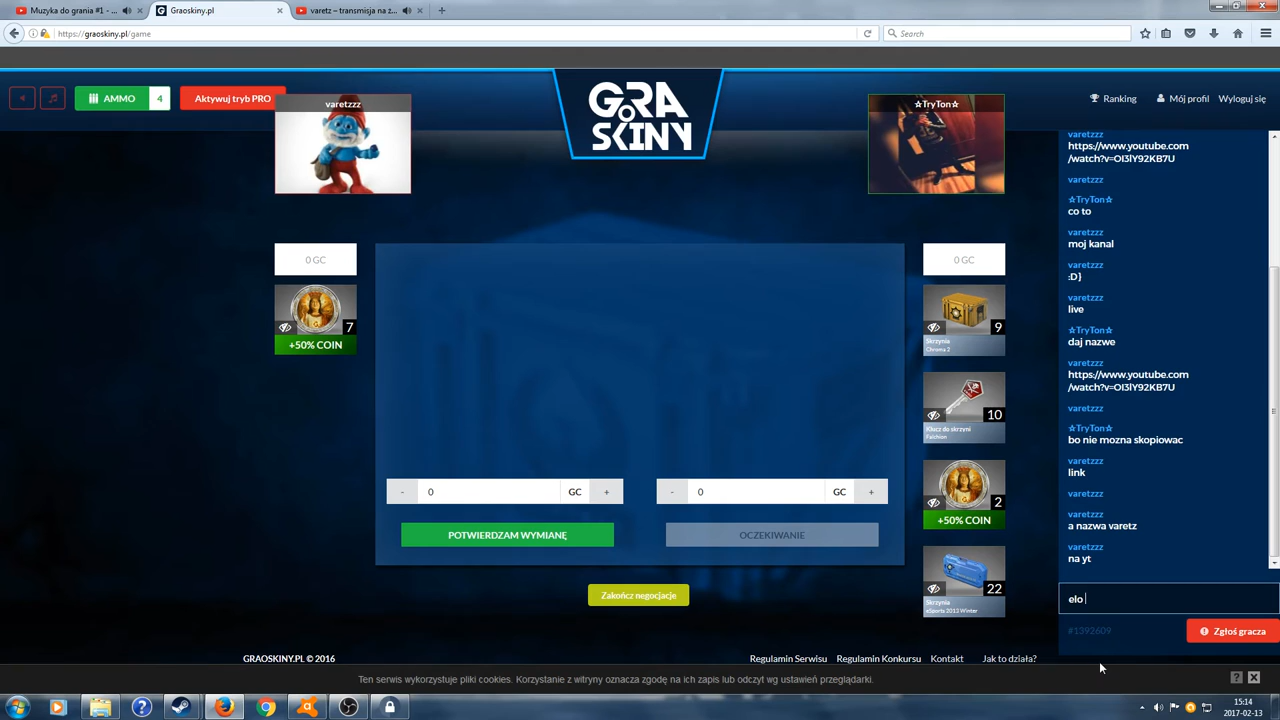 Muzyka do grania #1 - ...
Graoskiny.pl
varetz – transmisja na ż...
https://graoskiny.pl/game
Search
AMMO 4
Aktywuj tryb PRO
GRA
O
SKINY
Ranking
Mój profil
Wyloguj się
varetzzz
☆TryTon☆
0 GC
7
+50% COIN
0 GC
9
Skrzynia
Chroma 2
10
Klucz do skrzyni
Falchion
2
+50% COIN
22
Skrzynia
eSports 2013 Winter
- 0 GC +
- 0 GC +
POTWIERDZAM WYMIANĘ
OCZEKIWANIE
Zakończ negocjacje
varetzzz
https://www.youtube.com
/watch?v=OI3lY92KB7U
varetzzz
☆TryTon☆
co to
varetzzz
moj kanal
varetzzz
:D}
varetzzz
live
☆TryTon☆
daj nazwe
varetzzz
https://www.youtube.com
/watch?v=OI3lY92KB7U
varetzzz
☆TryTon☆
bo nie mozna skopiowac
varetzzz
link
varetzzz
varetzzz
a nazwa varetz
varetzzz
na yt
elo
#1392609
Zgłoś gracza
GRAOSKINY.PL © 2016
Regulamin Serwisu
Regulamin Konkursu
Kontakt
Jak to działa?
Ten serwis wykorzystuje pliki cookies. Korzystanie z witryny oznacza zgodę na ich zapis lub odczyt wg ustawień przeglądarki.
15:14
2017-02-13